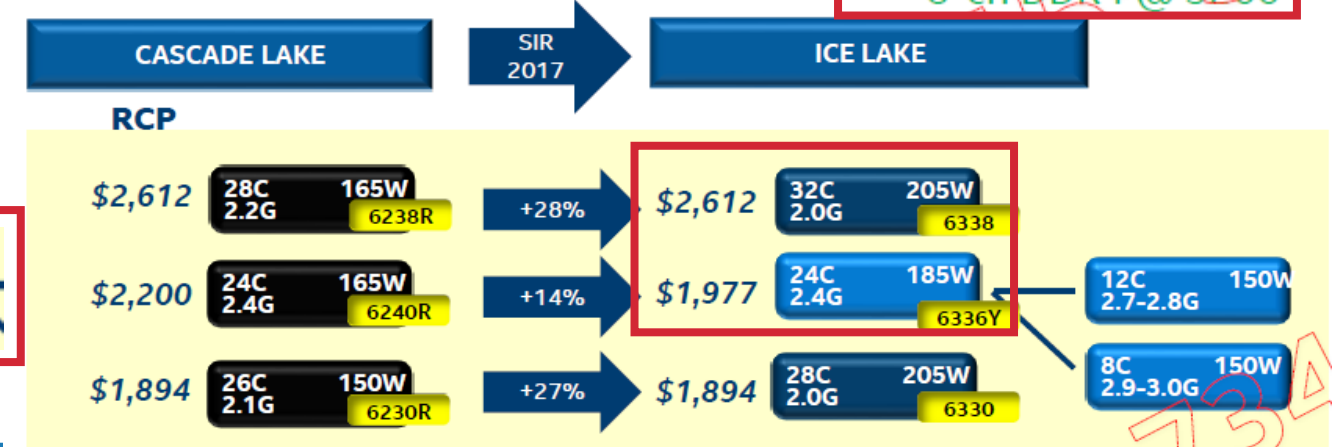 CASCADE LAKE
SIR
2017
ICE LAKE
RCP
$2,612
28C 165W
2.2G
6238R
+28%
$2,612
32C 205W
2.0G
6338
$2,200
24C 165W
2.4G
6240R
+14%
$1,977
24C 185W
2.4G
6336Y
12C 150W
2.7-2.8G
8C 150W
2.9-3.0G
$1,894
26C 150W
2.1G
6230R
+27%
$1,894
28C 205W
2.0G
6330
734